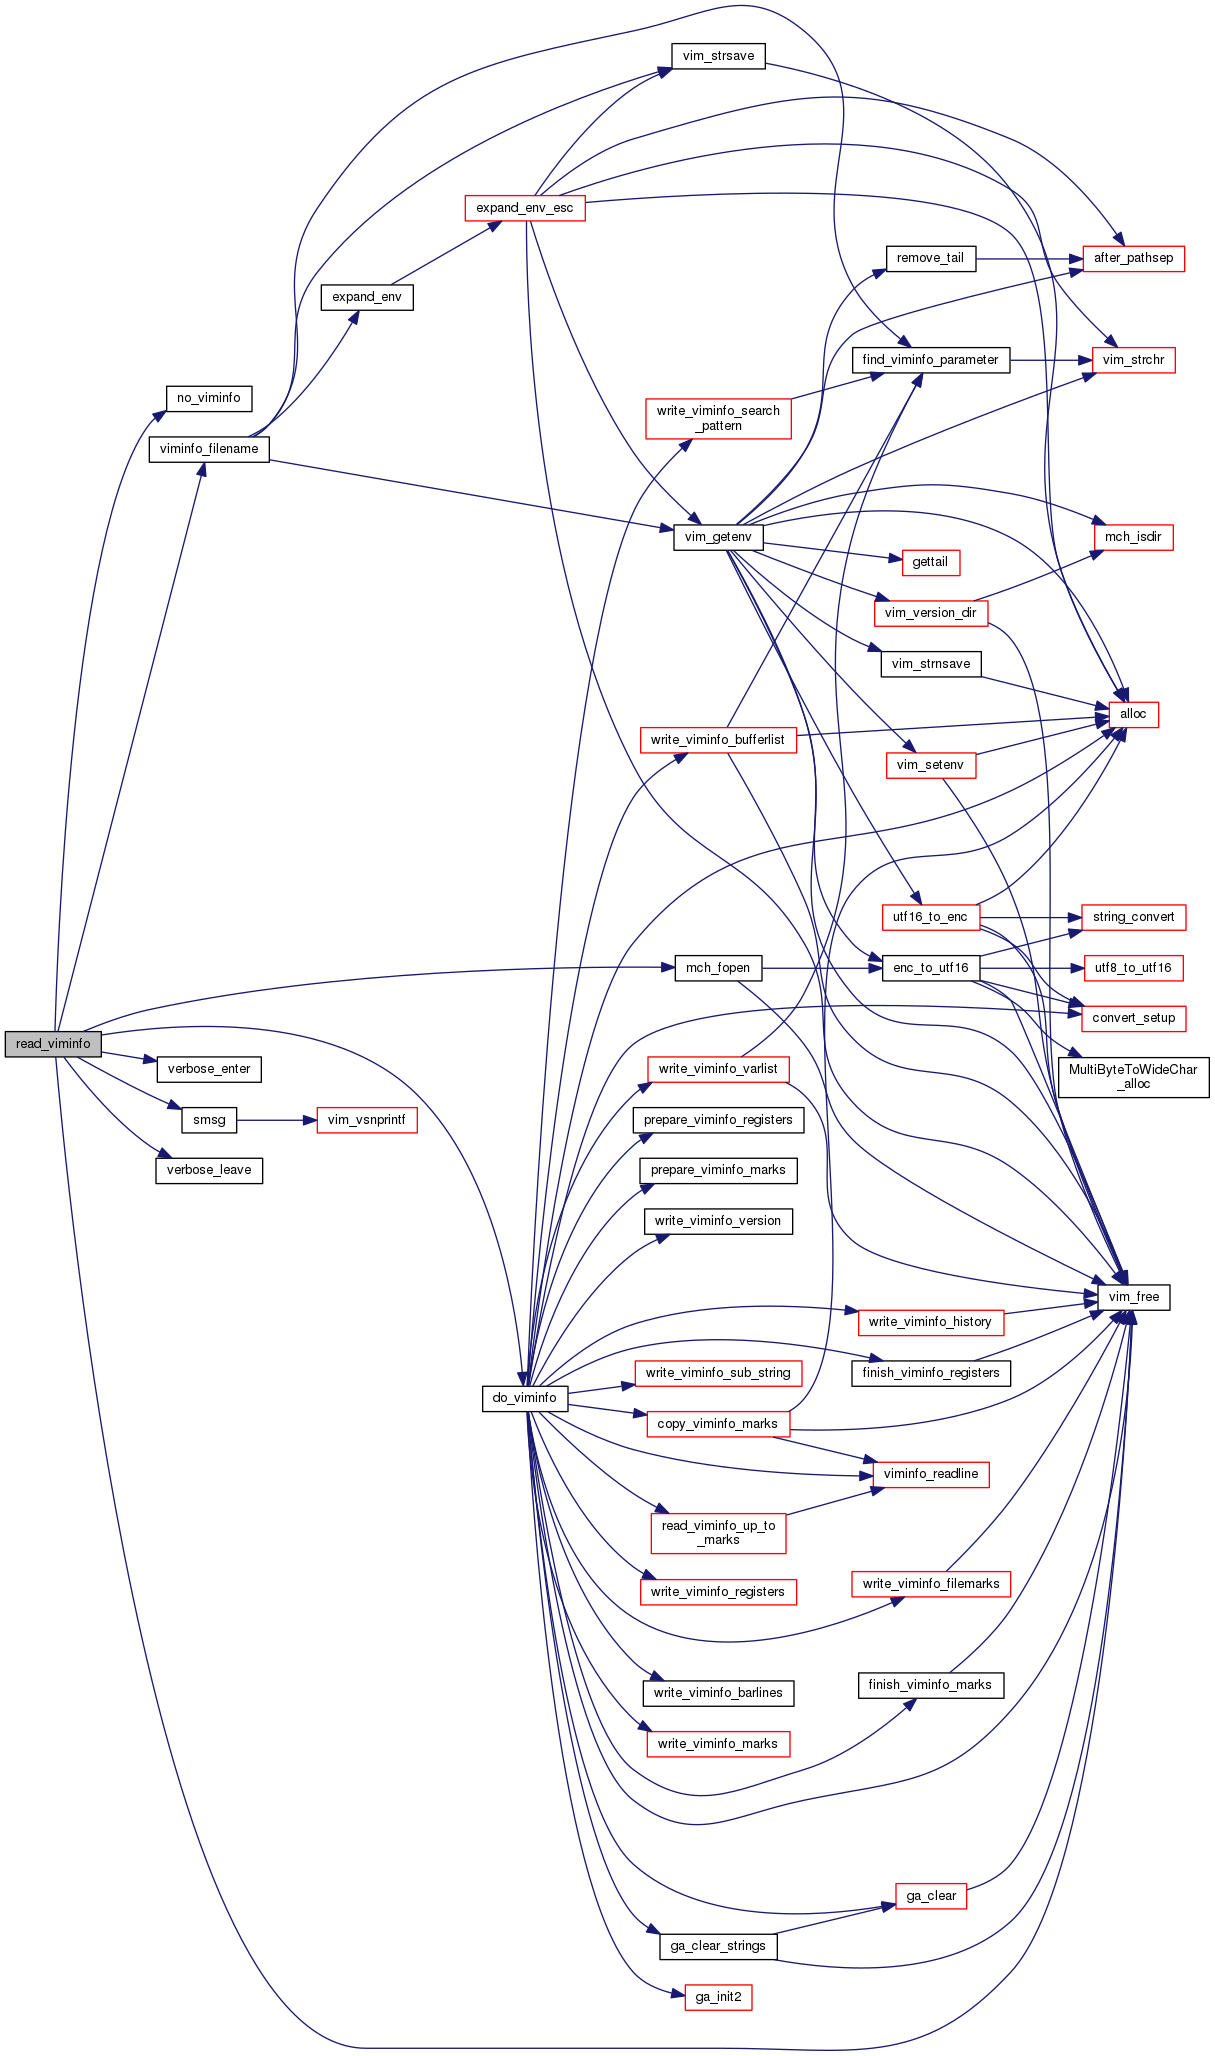 vim_strsave
expand_env_esc
remove_tail
after_pathsep
expand_env
find_viminfo_parameter
vim_strchr
no_viminfo
write_viminfo_search
_pattern
viminfo_filename
vim_getenv
mch_isdir
gettail
vim_version_dir
vim_strnsave
alloc
write_viminfo_bufferlist
vim_setenv
utf16_to_enc
string_convert
mch_fopen
enc_to_utf16
utf8_to_utf16
convert_setup
read_viminfo
verbose_enter
write_viminfo_varlist
MultiByteToWideChar
_alloc
smsg
vim_vsnprintf
prepare_viminfo_registers
verbose_leave
prepare_viminfo_marks
write_viminfo_version
vim_free
write_viminfo_history
write_viminfo_sub_string
finish_viminfo_registers
do_viminfo
copy_viminfo_marks
viminfo_readline
read_viminfo_up_to
_marks
write_viminfo_registers
write_viminfo_filemarks
finish_viminfo_marks
write_viminfo_barlines
write_viminfo_marks
ga_clear
ga_clear_strings
ga_init2